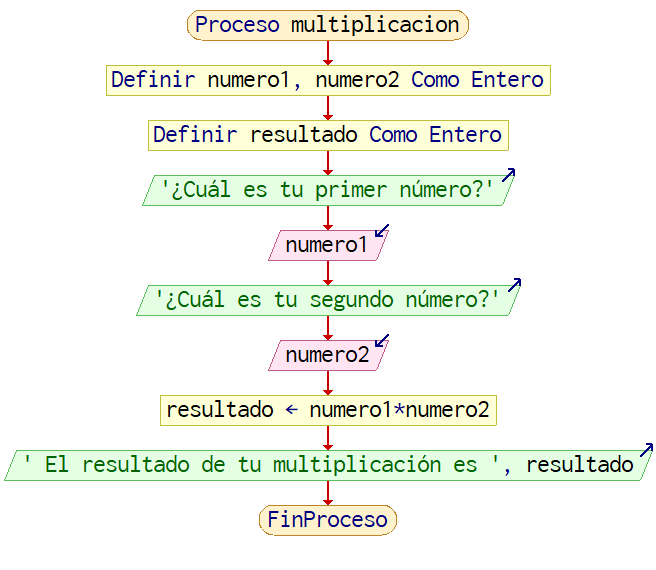 Proceso multiplicacion
Definir numero1, numero2 Como Entero
Definir resultado Como Entero
'¿Cuál es tu primer número?'
numero1
'¿Cuál es tu segundo número?'
numero2
resultado ← numero1*numero2
' El resultado de tu multiplicación es ', resultado
FinProceso